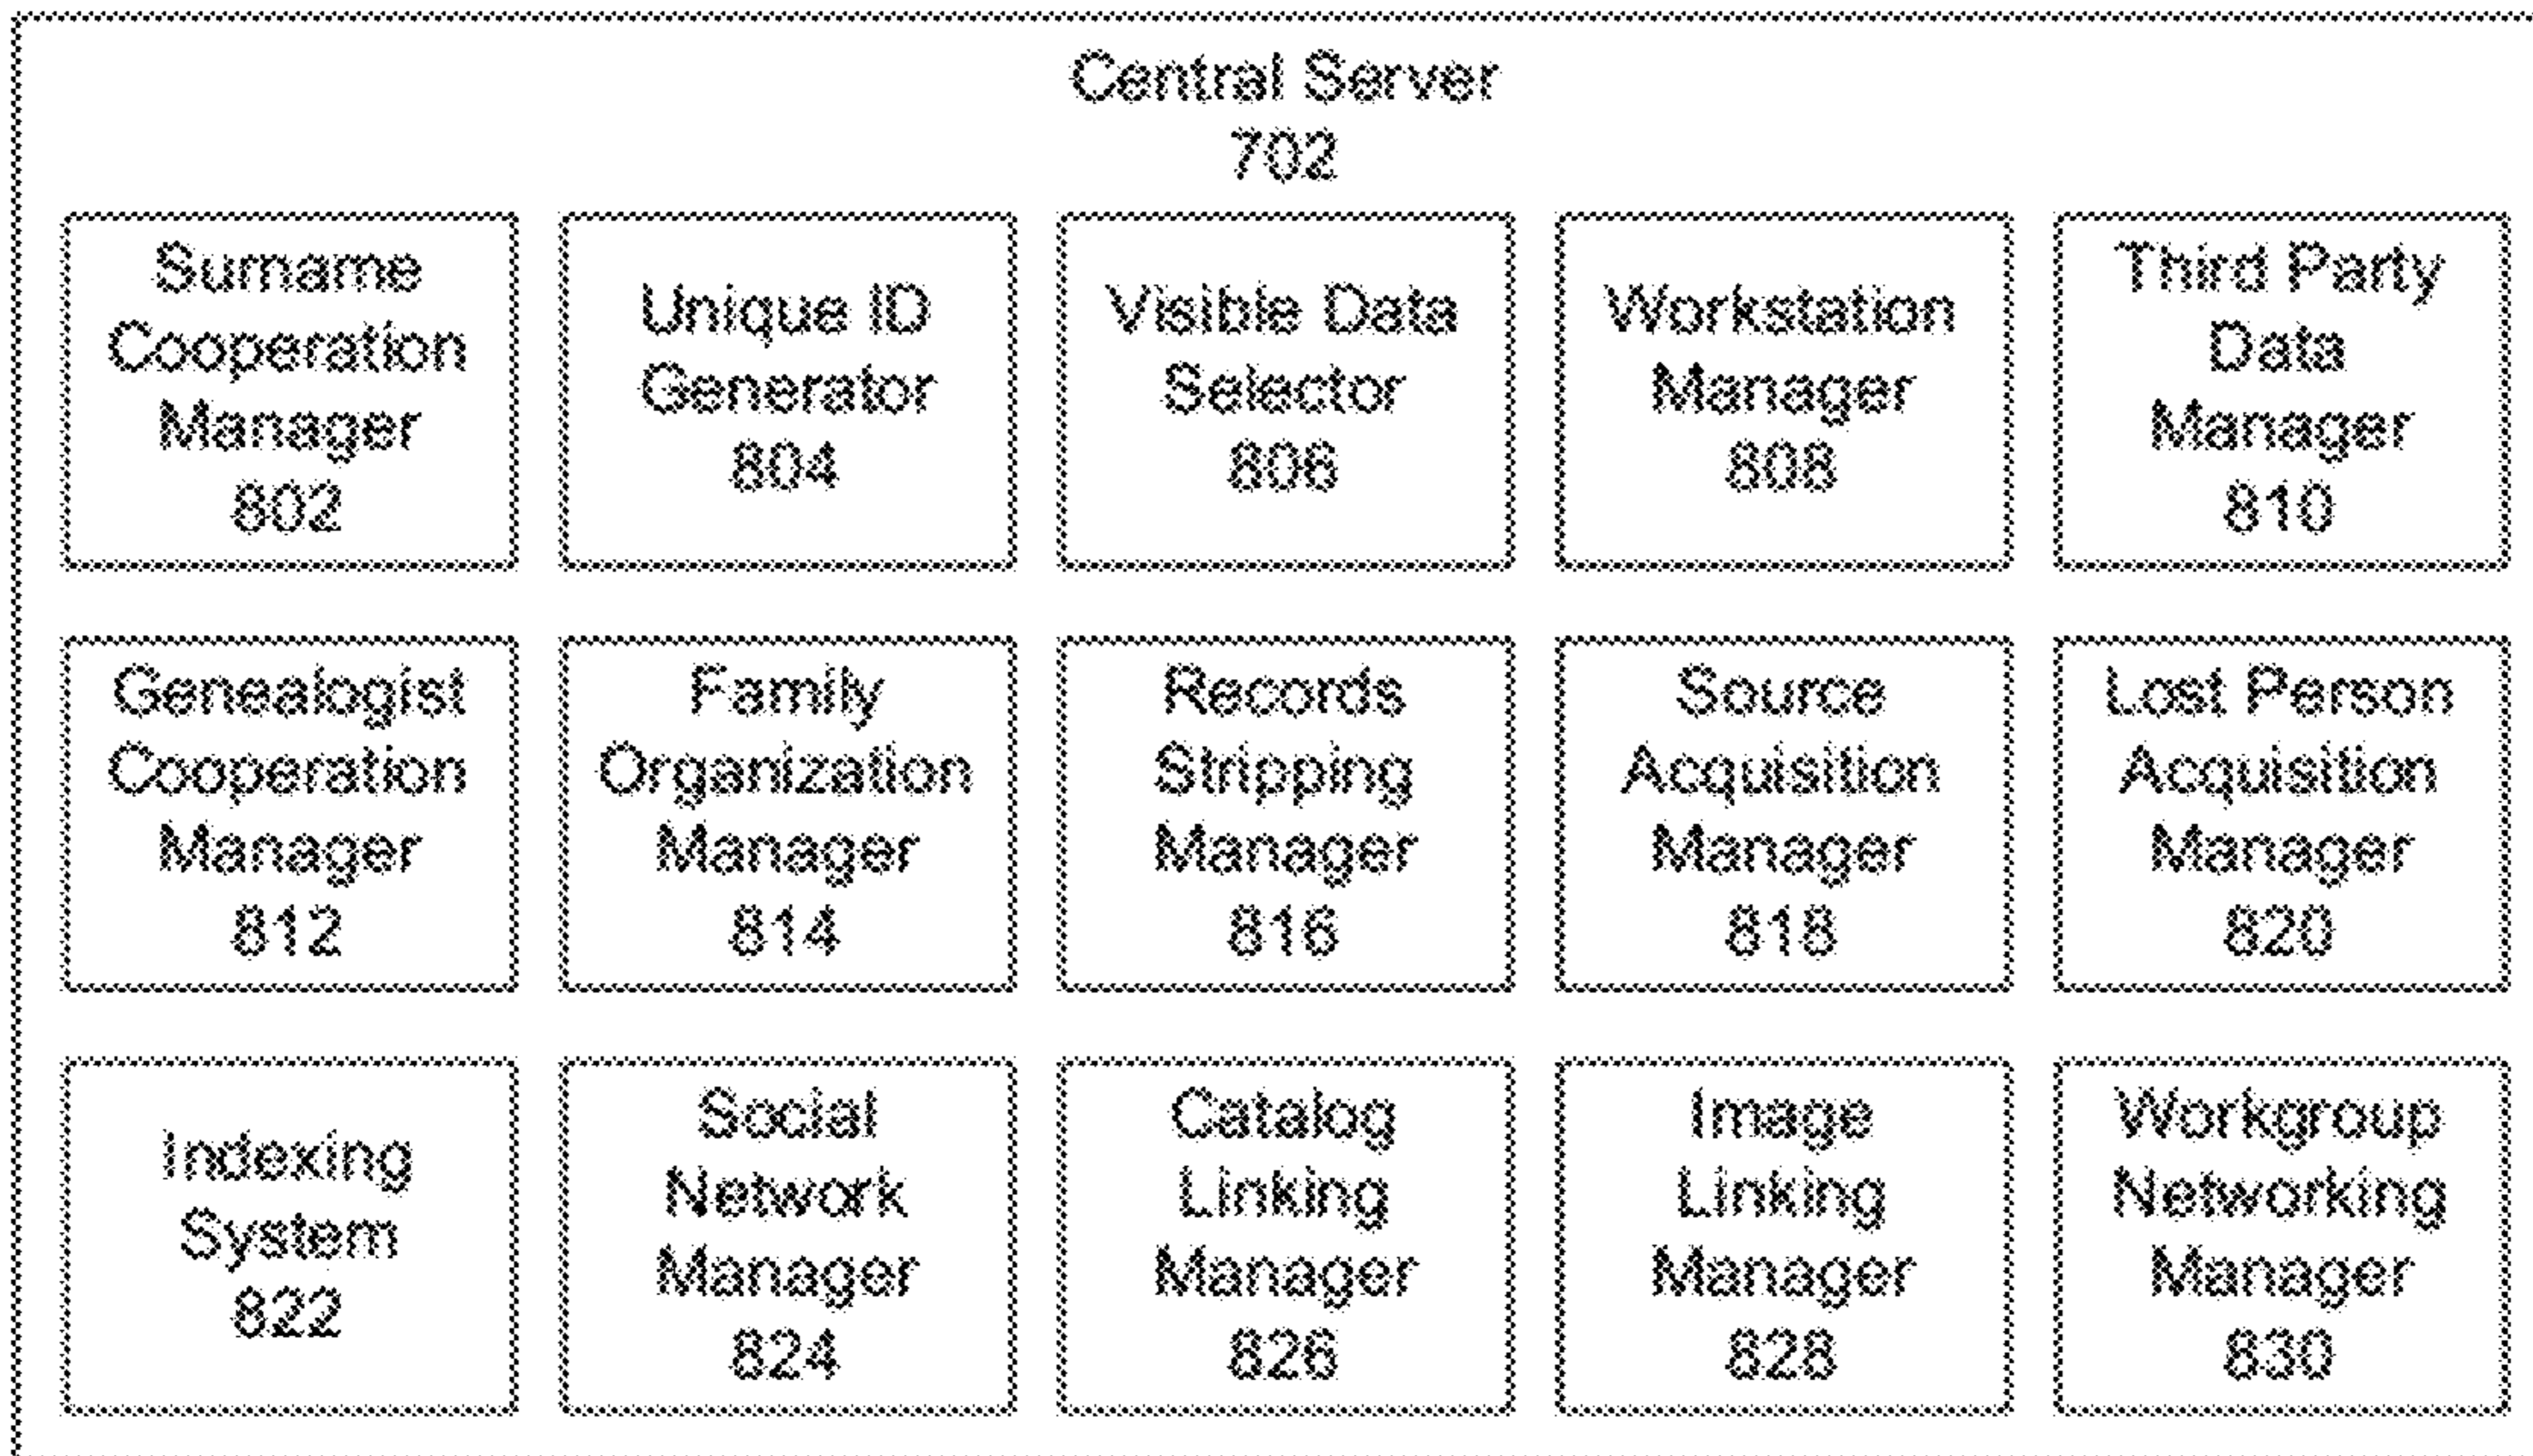 Central Server
702
Surname
Cooperation
Manager
802
Unique ID
Generator
804
Visible Data
Selector
806
Workstation
Manager
808
Third Party
Data
Manager
810
Genealogist
Cooperation
Manager
812
Family
Organization
Manager
814
Records
Stripping
Manager
816
Source
Acquisition
Manager
818
Lost Person
Acquisition
Manager
820
Indexing
System
822
Social
Network
Manager
824
Catalog
Linking
Manager
826
Image
Linking
Manager
828
Workgroup
Networking
Manager
830